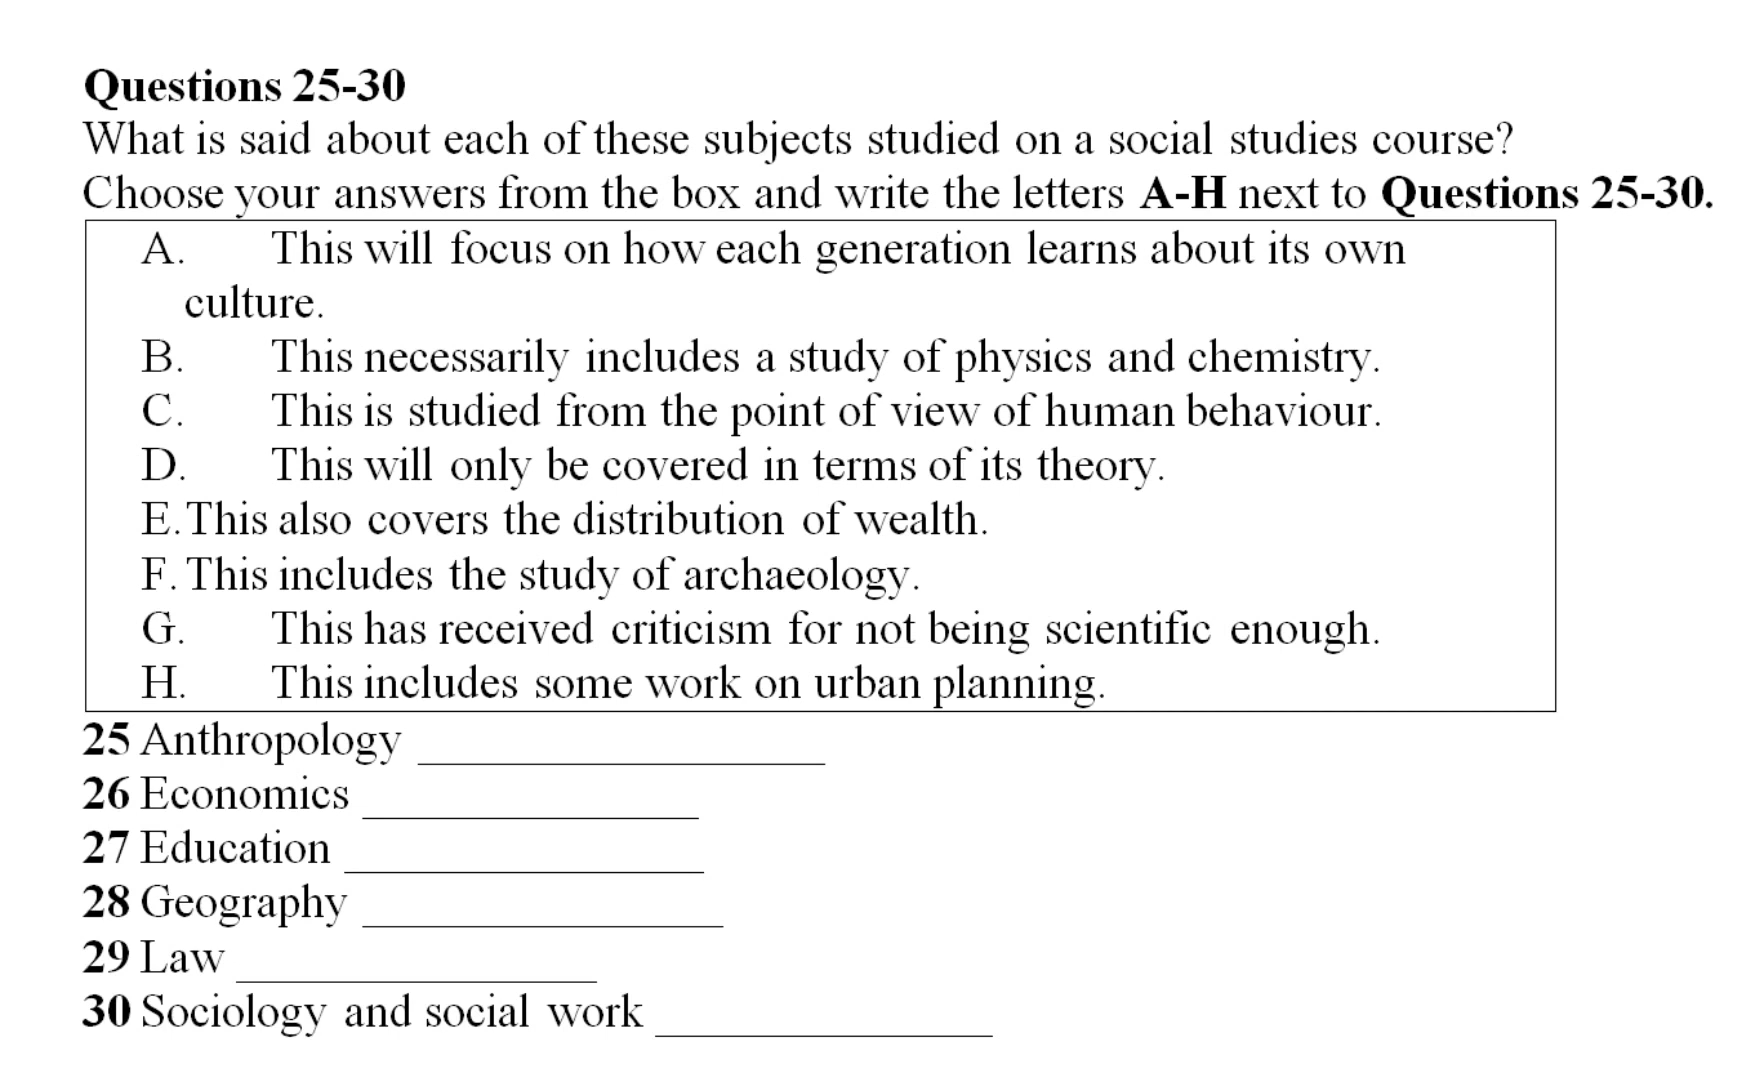 Questions 25-30
What is said about each of these subjects studied on a social studies course?
Choose your answers from the box and write the letters A-H next to Questions 25-30.
A. This will focus on how each generation learns about its own
culture.
B. This necessarily includes a study of physics and chemistry.
C. This is studied from the point of view of human behaviour.
D. This will only be covered in terms of its theory.
E. This also covers the distribution of wealth.
F. This includes the study of archaeology.
G. This has received criticism for not being scientific enough.
H. This includes some work on urban planning.
25 Anthropology ____________________
26 Economics ________________
27 Education _________________
28 Geography _________________
29 Law _________________
30 Sociology and social work ________________